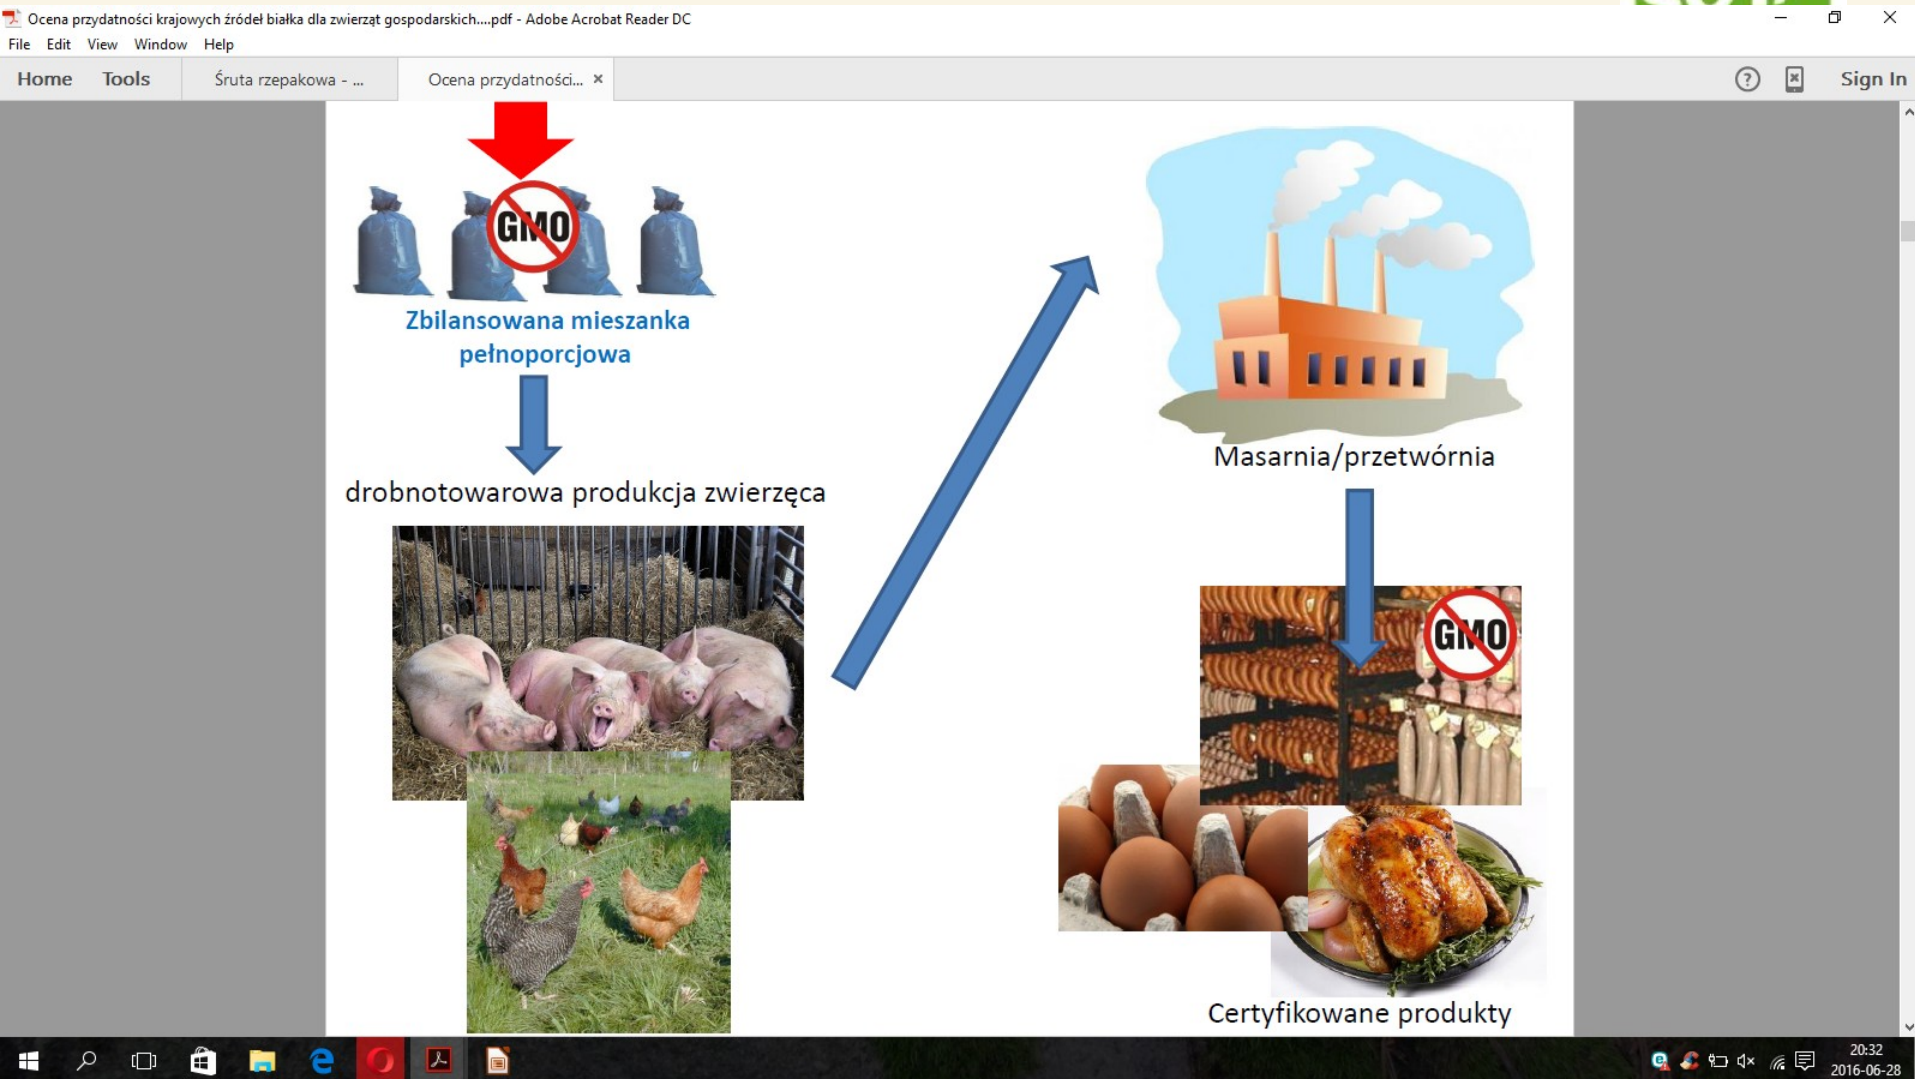 Ocena przydatności krajowych źródeł białka dla zwierząt gospodarskich....pdf - Adobe Acrobat Reader DC
File Edit View Window Help
Home Tools Śruta rzepakowa - ... Ocena przydatności... × ? Sign In
GMO
Zbilansowana mieszanka
pełnoporcjowa
drobnotowarowa produkcja zwierzęca
Masarnia/przetwórnia
GMO
Certyfikowane produkty
20:32
2016-06-28